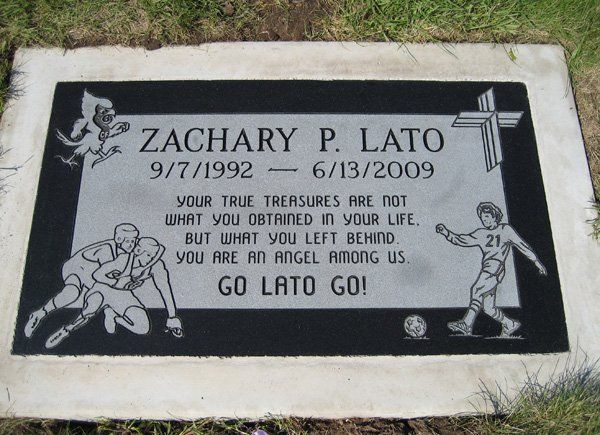 ZACHARY P. LATO
9/7/1992 — 6/13/2009
YOUR TRUE TREASURES ARE NOT
WHAT YOU OBTAINED IN YOUR LIFE,
BUT WHAT YOU LEFT BEHIND.
YOU ARE AN ANGEL AMONG US.
GO LATO GO!
21